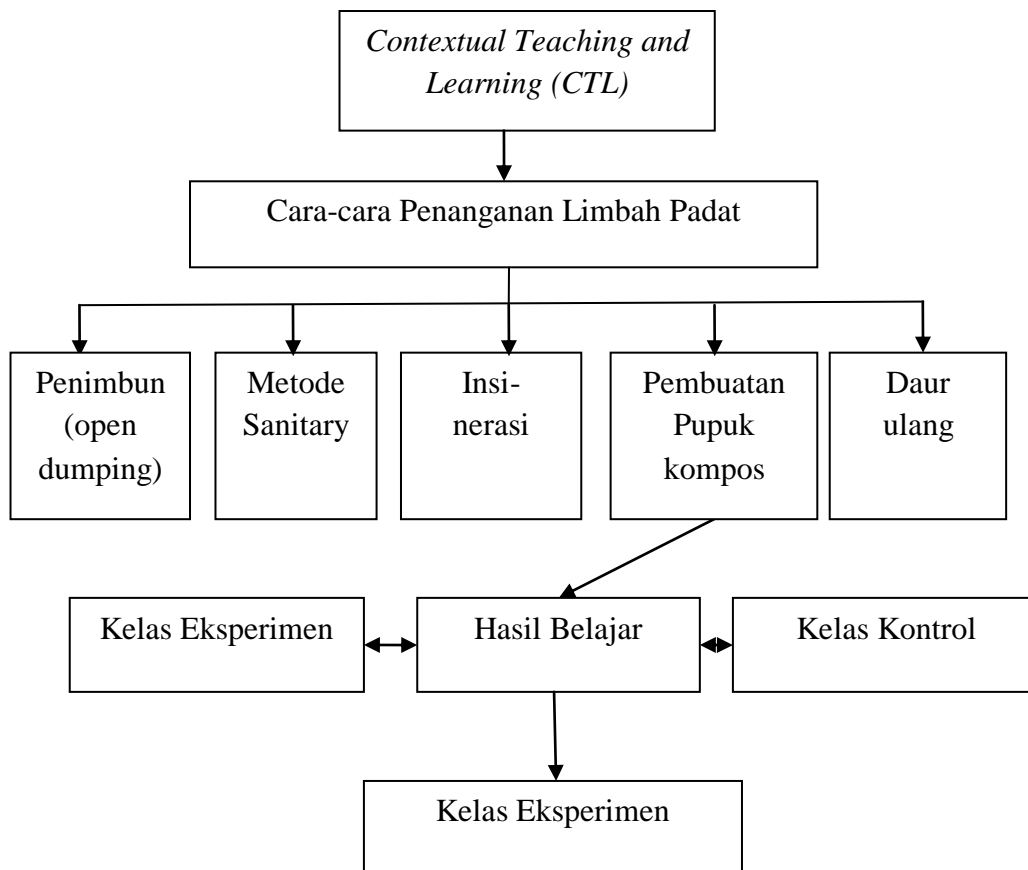 Contextual Teaching and
Learning (CTL)
Cara-cara Penanganan Limbah Padat
Penimbun
(open
dumping)
Metode
Sanitary
Insi-
nerasi
Pembuatan
Pupuk
kompos
Daur
ulang
Kelas Eksperimen
Hasil Belajar
Kelas Kontrol
Kelas Eksperimen